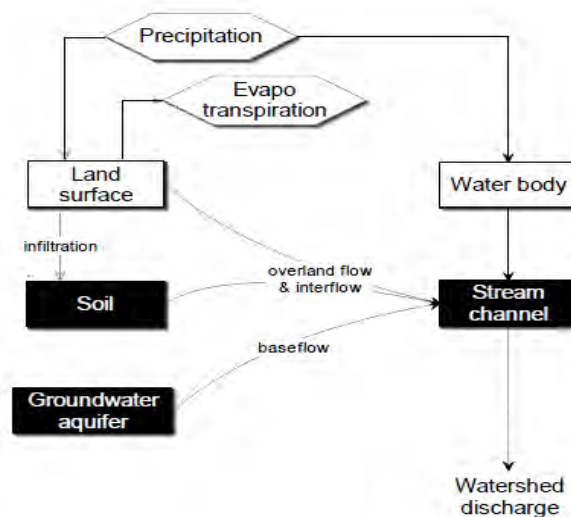 Precipitation
Evapo
transpiration
Land
surface
Water body
infiltration
overland flow
& interflow
Soil
Stream
channel
baseflow
Groundwater
aquifer
Watershed
discharge